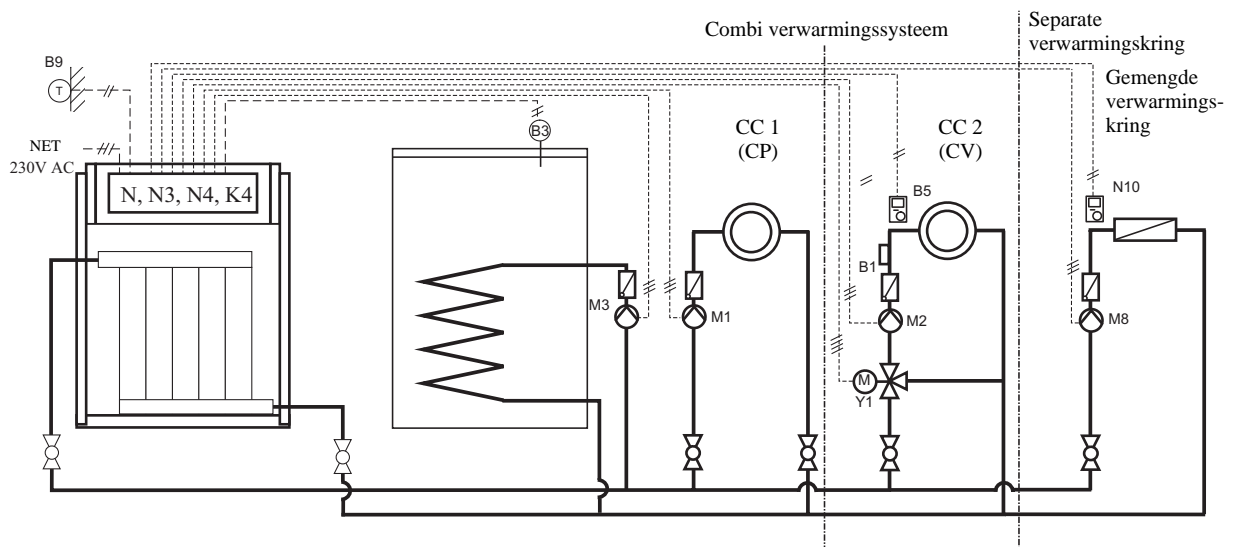 Combi verwarmingssysteem
Separate
verwarmingskring
Gemengde
verwarmings-
kring
B9
T
NET
230V AC
N, N3, N4, K4
B3
CC 1
(CP)
CC 2
(CV)
B5
N10
B1
M3
M1
M2
M8
M
Y1